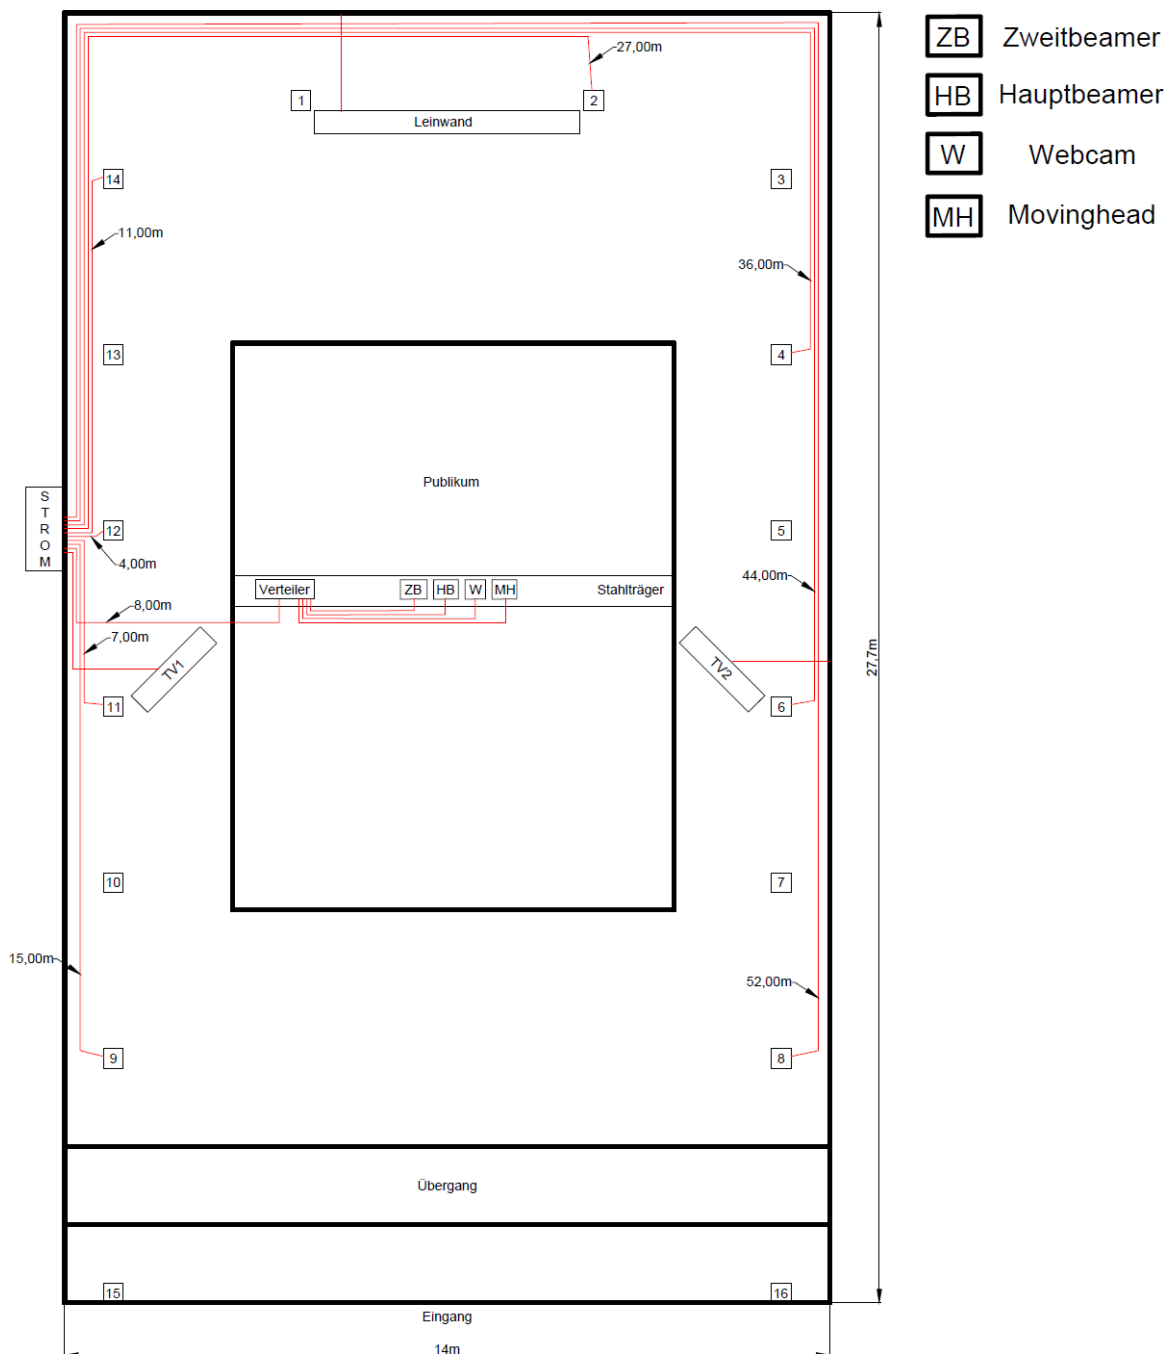 ZB Zweitbeamer
HB Hauptbeamer
W Webcam
MH Movinghead
27,00m
1
2
Leinwand
14
3
11,00m
36,00m
13
4
Publikum
STROM
12
5
4,00m
44,00m
Verteiler
ZB
HB
W
MH
Stahlträger
8,00m
7,00m
TV1
TV2
27,7m
11
6
10
7
15,00m
52,00m
9
8
Übergang
15
16
Eingang
14m